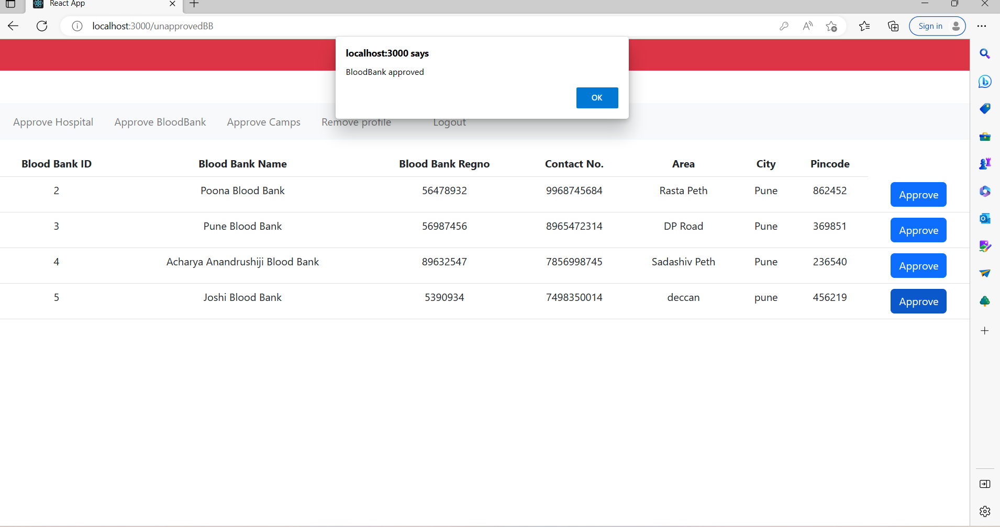 React App
localhost:3000/unapprovedBB
Sign in
localhost:3000 says
BloodBank approved
OK
Approve Hospital Approve BloodBank Approve Camps Remove profile Logout
Blood Bank ID Blood Bank Name Blood Bank Regno Contact No. Area City Pincode
2 Poona Blood Bank 56478932 9968745684 Rasta Peth Pune 862452 Approve
3 Pune Blood Bank 56987456 8965472314 DP Road Pune 369851 Approve
4 Acharya Anandrushiji Blood Bank 89632547 7856998745 Sadashiv Peth Pune 236540 Approve
5 Joshi Blood Bank 5390934 7498350014 deccan pune 456219 Approve